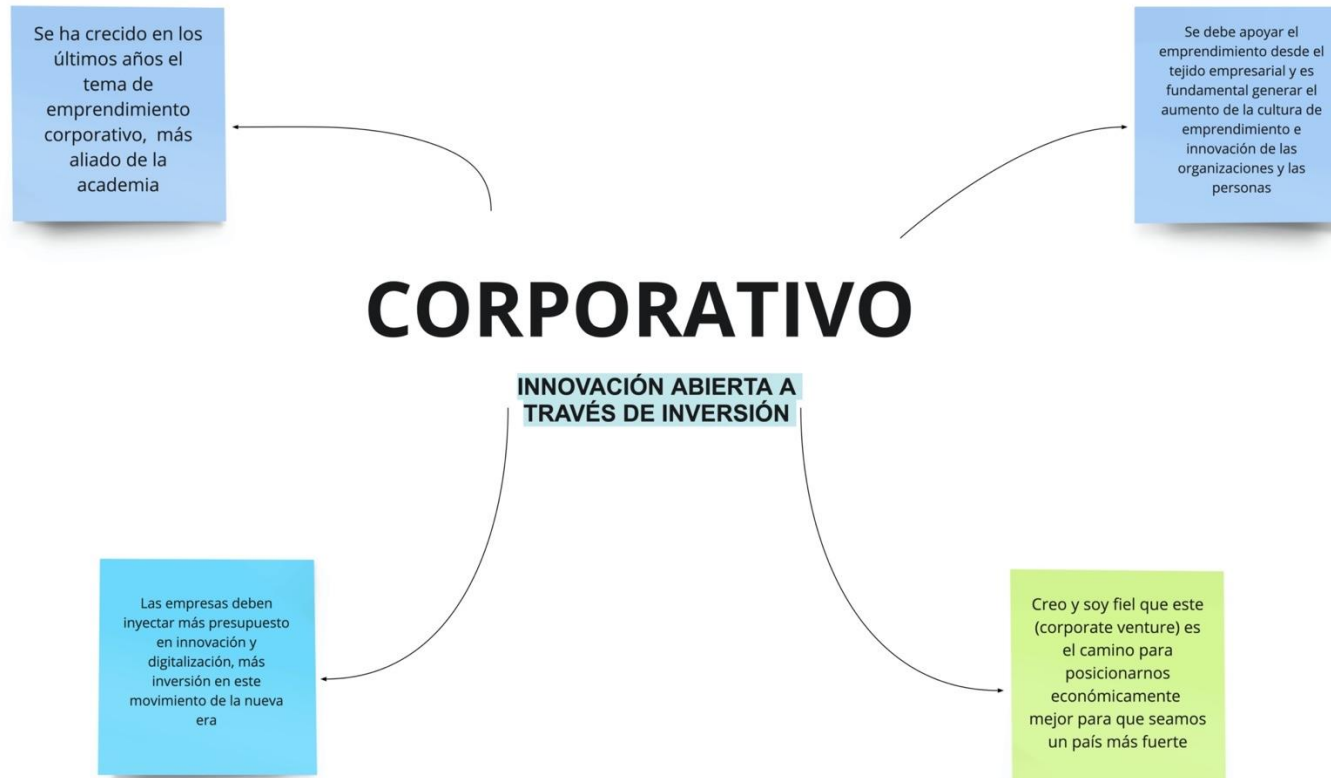 Se ha crecido en los
últimos años el
tema de
emprendimiento
corporativo, más
aliado de la
academia
Se debe apoyar el
emprendimiento desde el
tejido empresarial y es
fundamental generar el
aumento de la cultura de
emprendimiento e
innovación de las
organizaciones y las
personas
CORPORATIVO
INNOVACIÓN ABIERTA A
TRAVÉS DE INVERSIÓN
Las empresas deben
inyectar más presupuesto
en innovación y
digitalización, más
inversión en este
movimiento de la nueva
era
Creo y soy fiel que este
(corporate venture) es
el camino para
posicionarnos
económicamente
mejor para que seamos
un país más fuerte